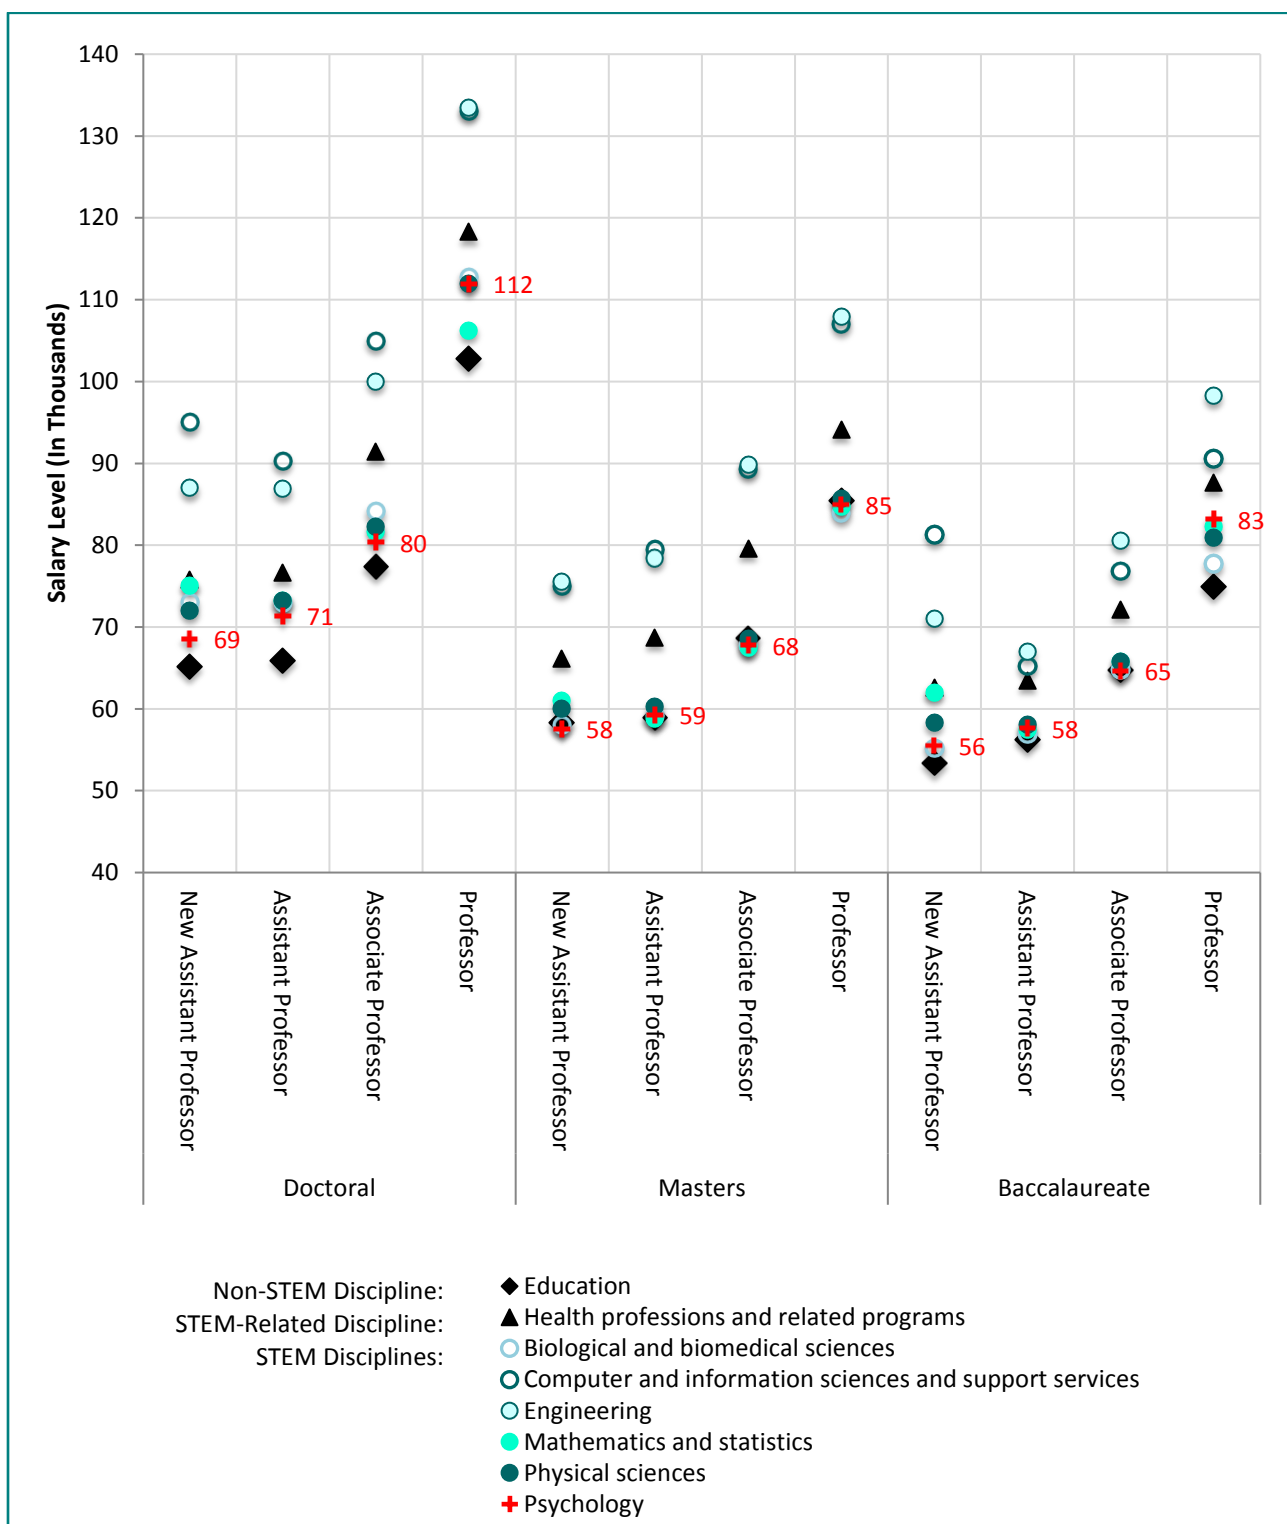 Salary Level (In Thousands)
140
130
120
110
100
90
80
70
60
50
40
69
71
80
112
58
59
68
85
56
58
65
83
New Assistant Professor
Assistant Professor
Associate Professor
Professor
New Assistant Professor
Assistant Professor
Associate Professor
Professor
New Assistant Professor
Assistant Professor
Associate Professor
Professor
Doctoral
Masters
Baccalaureate
Non-STEM Discipline:
STEM-Related Discipline:
STEM Disciplines:
Education
Health professions and related programs
Biological and biomedical sciences
Computer and information sciences and support services
Engineering
Mathematics and statistics
Physical sciences
Psychology